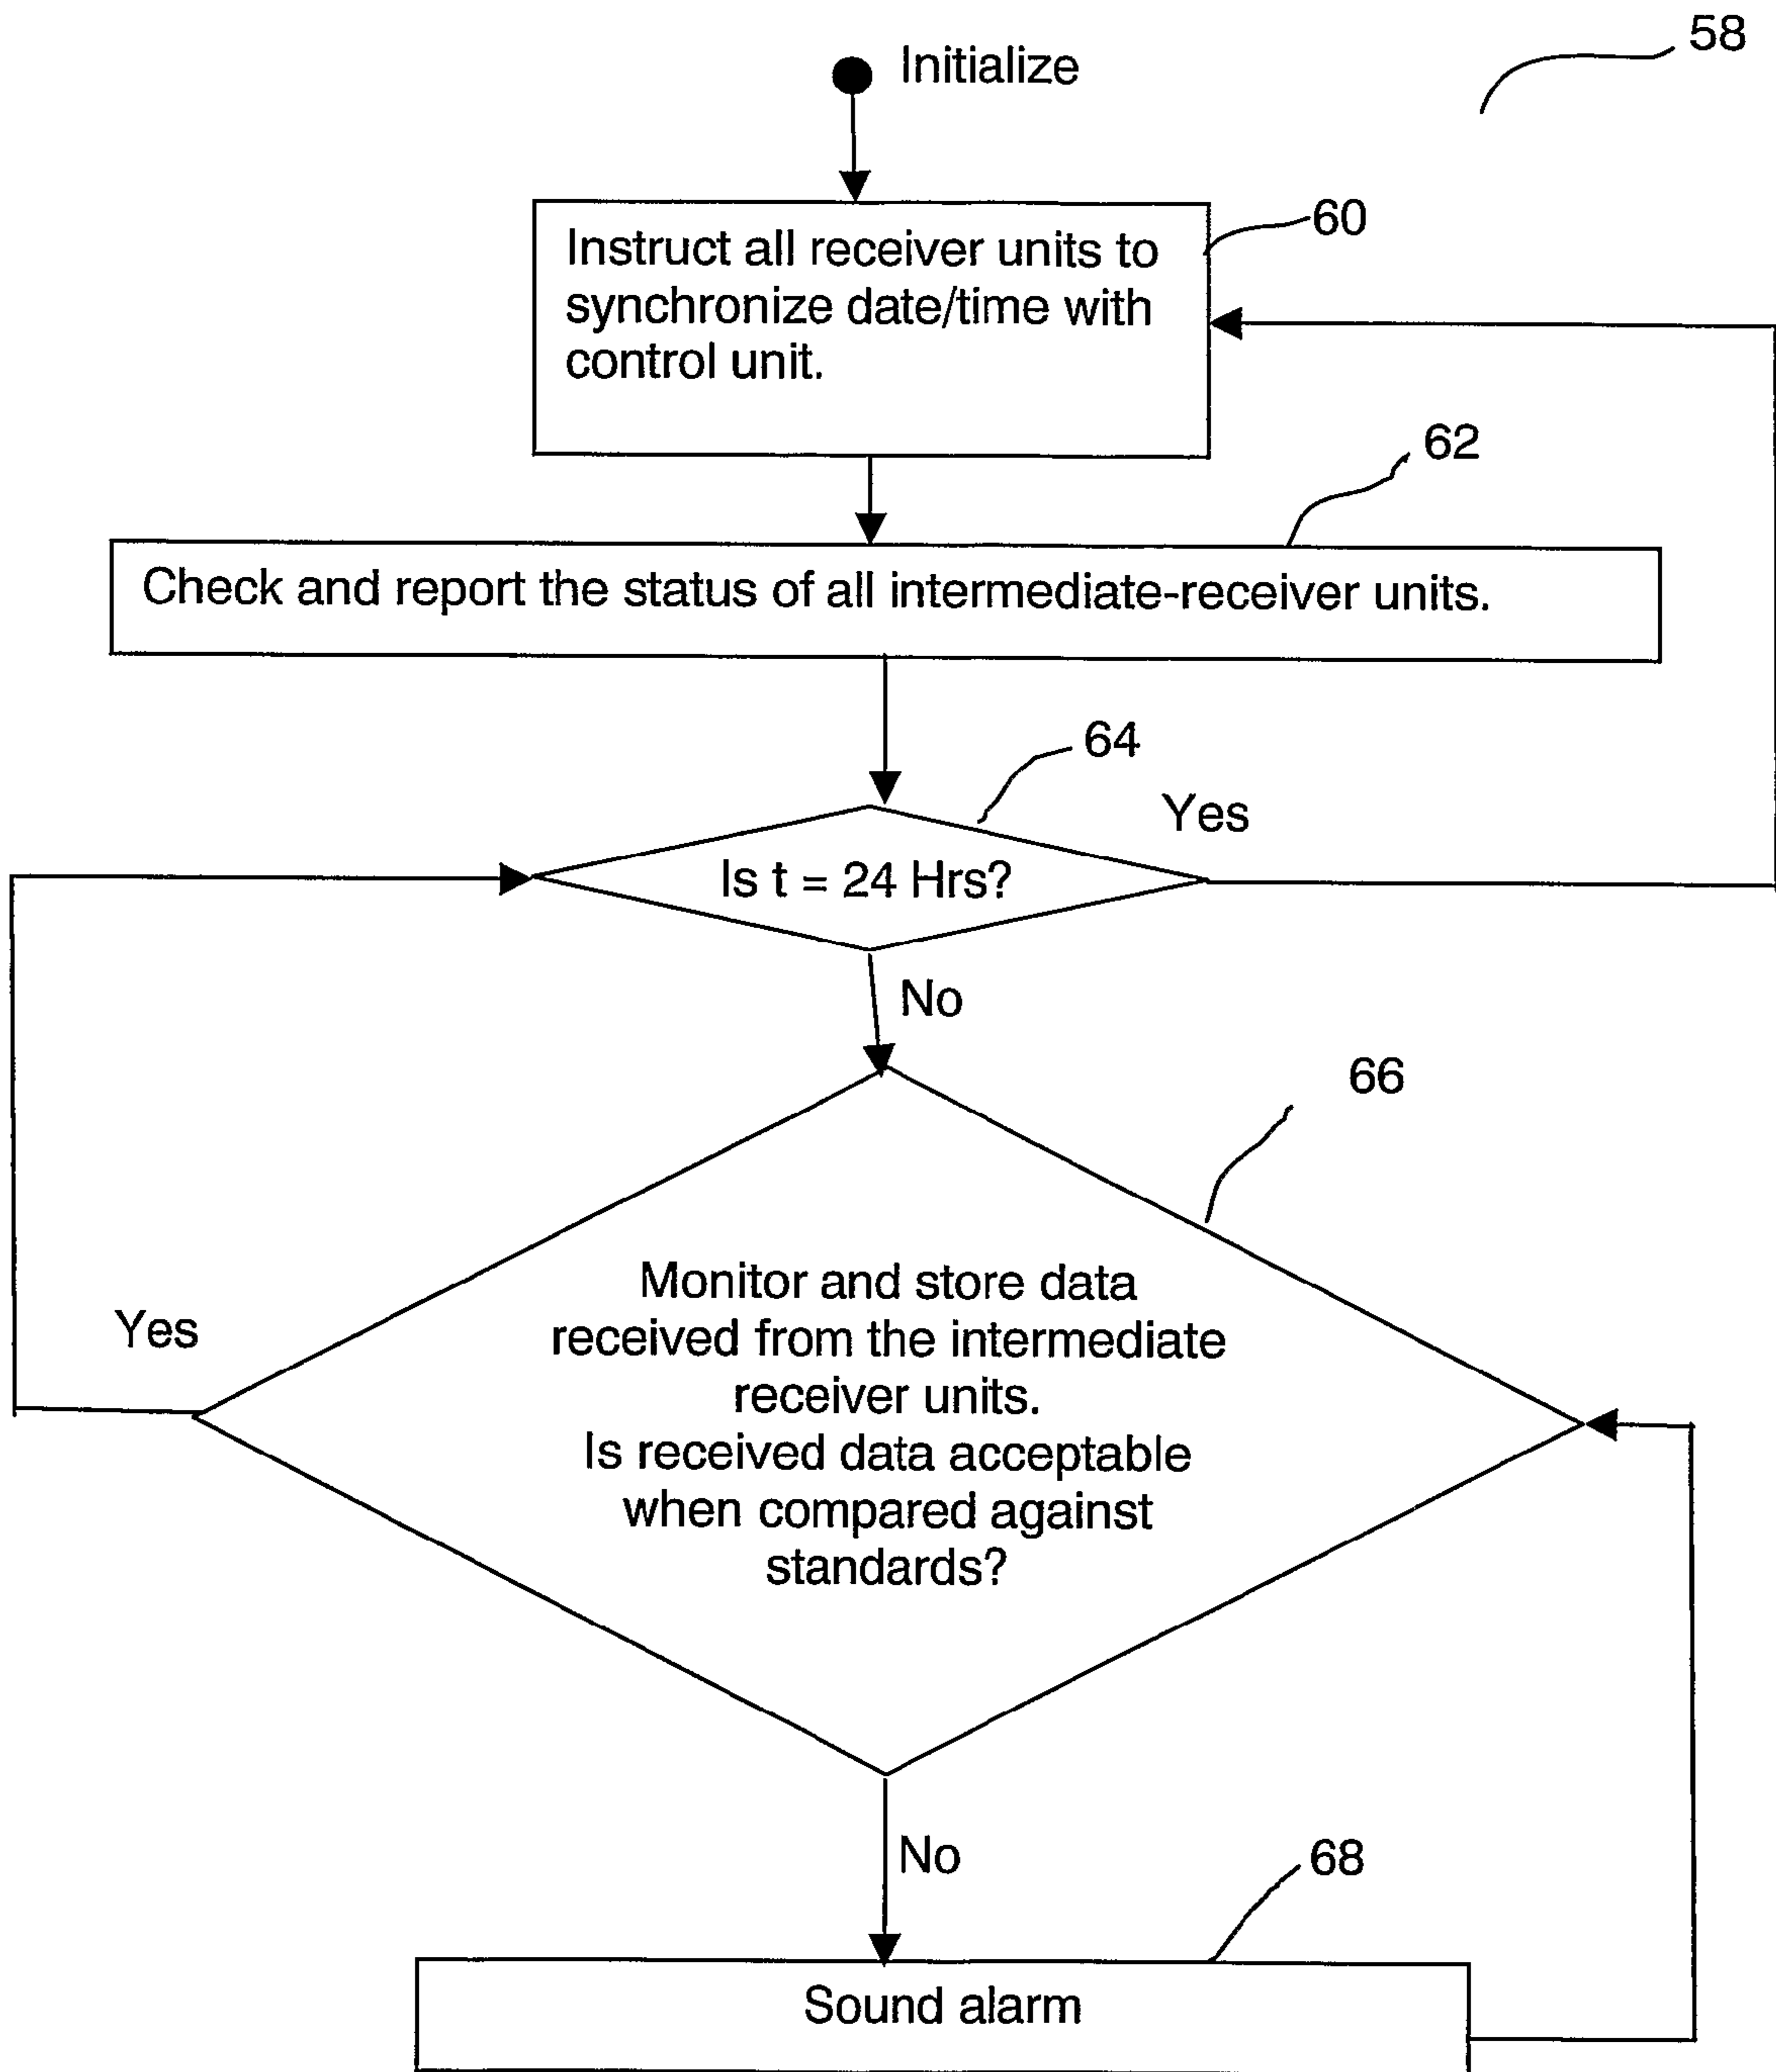 58
Initialize
60
Instruct all receiver units to
synchronize date/time with
control unit.
62
Check and report the status of all intermediate-receiver units.
64
Yes
Is t = 24 Hrs?
No
66
Monitor and store data
received from the intermediate
receiver units.
Is received data acceptable
when compared against
standards?
Yes
No
68
Sound alarm